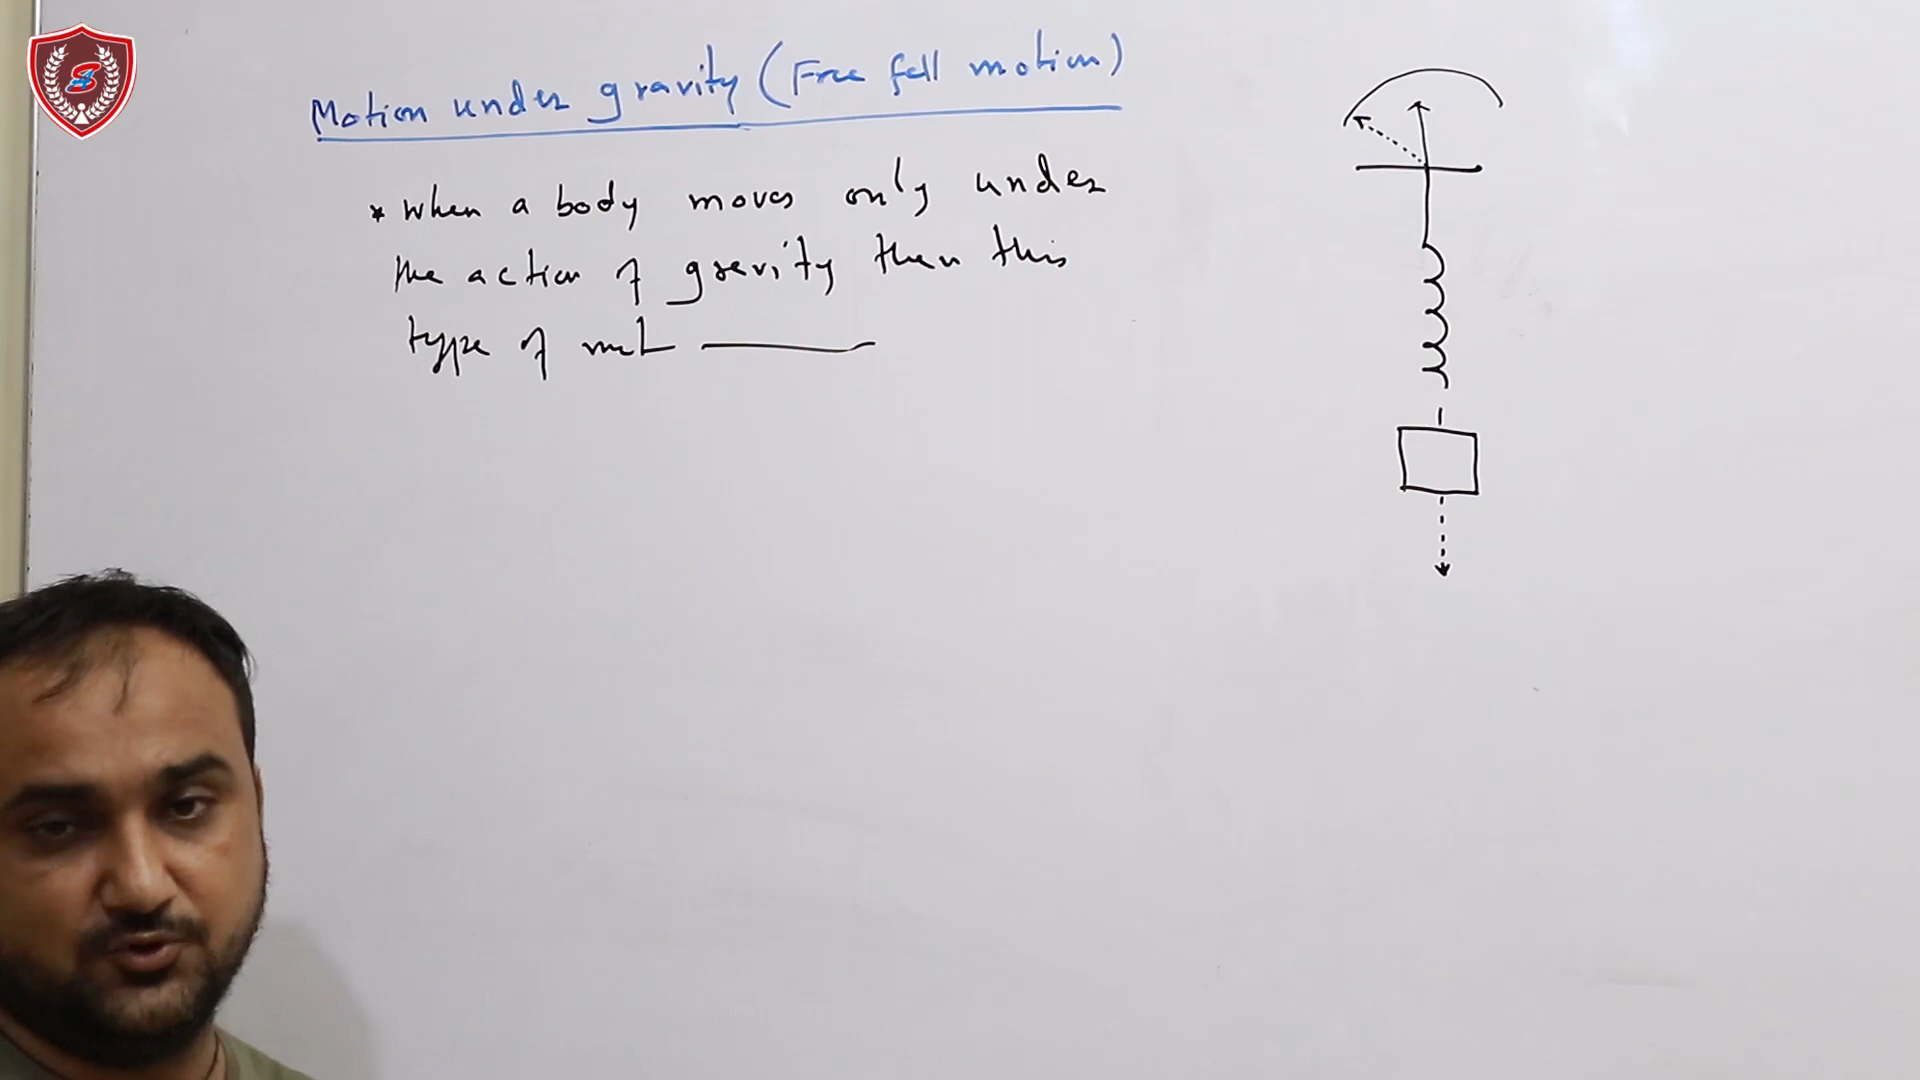 Motion under gravity (Free fall motion)
* when a body moves only under
the action of gravity then this
type of mot